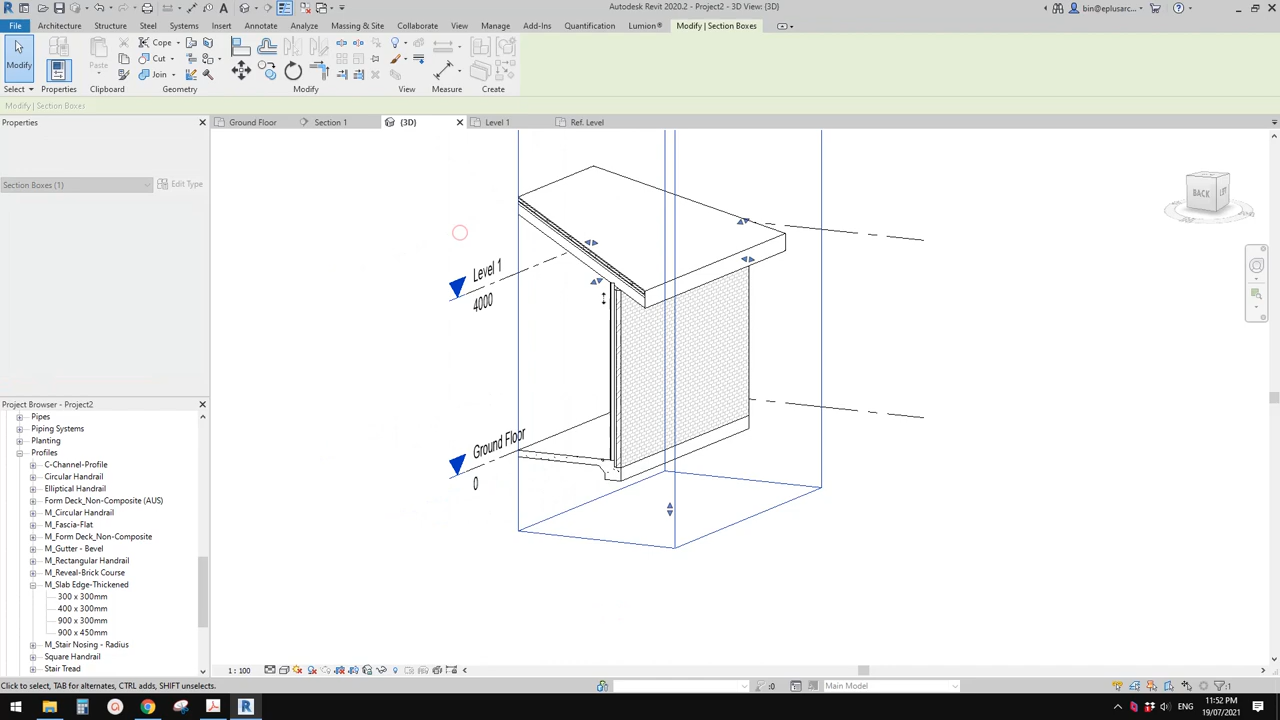 Autodesk Revit 2020.2 - Project2 - 3D View: {3D}
bin@eplusarc...
File Architecture Structure Steel Systems Insert Annotate Analyze Massing & Site Collaborate View Manage Add-Ins Quantification Lumion® Modify | Section Boxes
Cope
Cut
Join
Modify
Paste
Select Properties Clipboard Geometry Modify View Measure Create
Modify | Section Boxes
Properties
Ground Floor Section 1 {3D} Level 1 Ref. Level
Section Boxes (1) Edit Type
BACK LEFT
Level 1
4000
Ground Floor
0
Project Browser - Project2
Pipes
Piping Systems
Planting
Profiles
C-Channel-Profile
Circular Handrail
Elliptical Handrail
Form Deck_Non-Composite (AUS)
M_Circular Handrail
M_Fascia-Flat
M_Form Deck_Non-Composite
M_Gutter - Bevel
M_Rectangular Handrail
M_Reveal-Brick Course
M_Slab Edge-Thickened
300 x 300mm
400 x 300mm
900 x 300mm
900 x 450mm
M_Stair Nosing - Radius
Square Handrail
Stair Tread
1 : 100
Click to select, TAB for alternates, CTRL adds, SHIFT unselects.
:0 Main Model :1
ENG
11:52 PM
19/07/2021